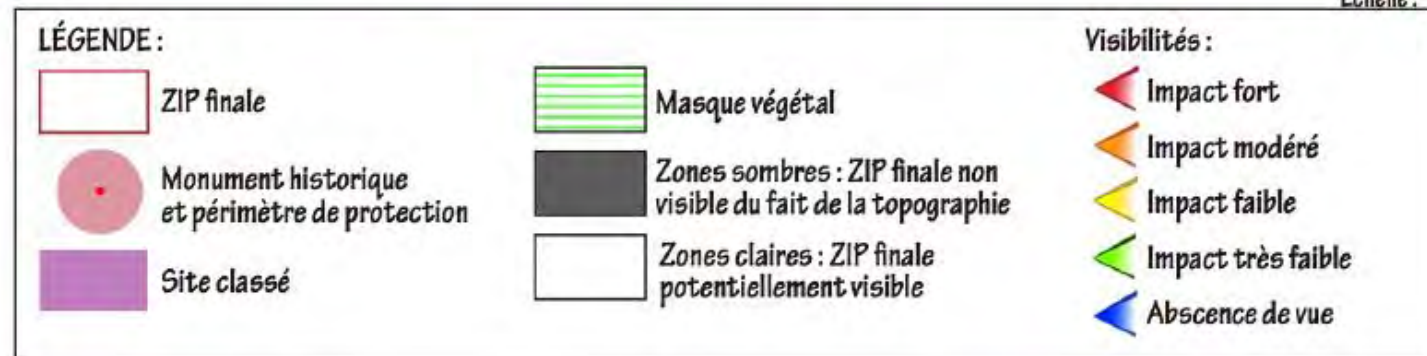 Echelle :
LÉGENDE :
ZIP finale
Monument historique
et périmètre de protection
Site classé
Masque végétal
Zones sombres : ZIP finale non
visible du fait de la topographie
Zones claires : ZIP finale
potentiellement visible
Visibilités :
Impact fort
Impact modéré
Impact faible
Impact très faible
Abscence de vue